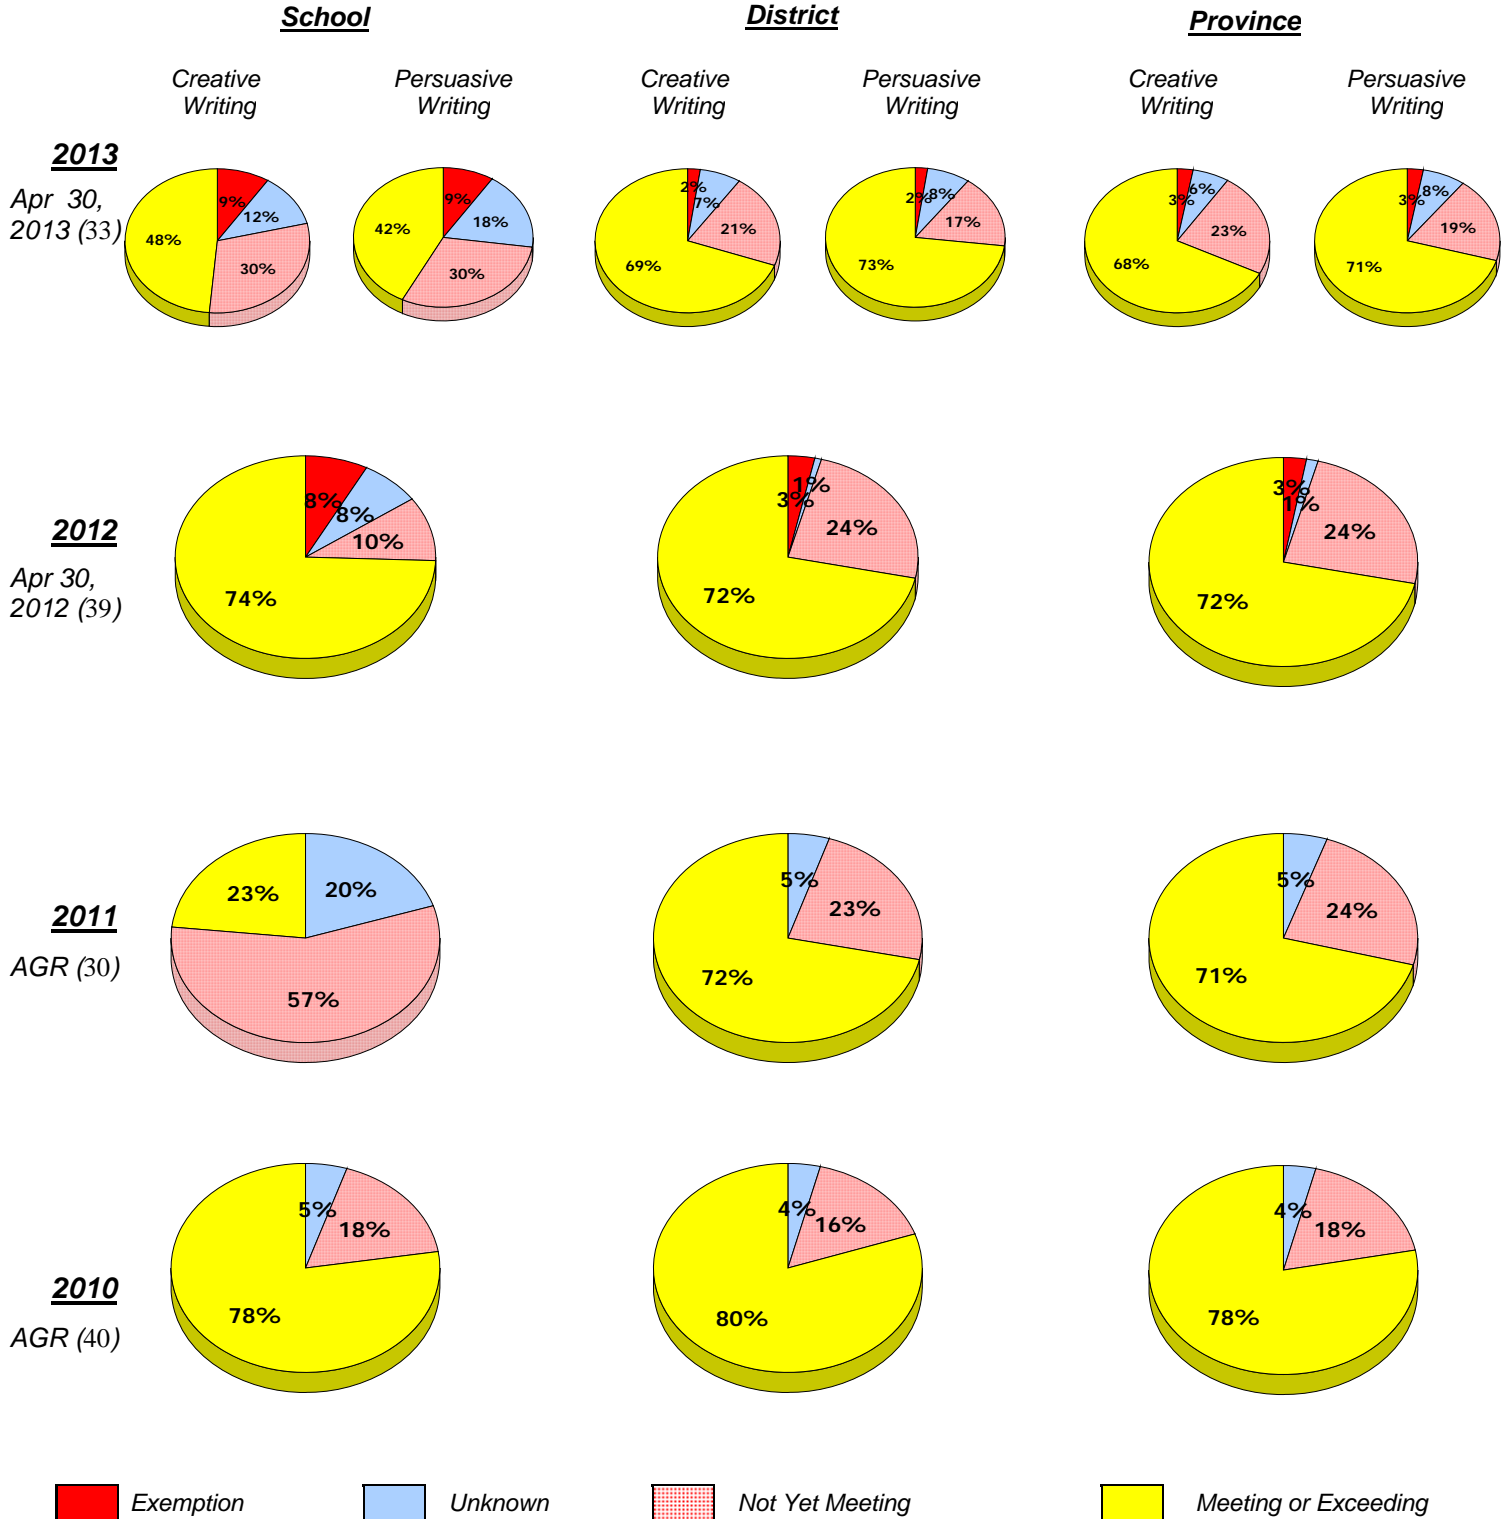 School
District
Province
Creative
Writing
Persuasive
Writing
Creative
Writing
Persuasive
Writing
Creative
Writing
Persuasive
Writing
2013
Apr 30,
2013 (33)
9%
12%
30%
48%
9%
18%
30%
42%
2%
7%
21%
69%
2%
8%
17%
73%
3%
6%
23%
68%
3%
8%
19%
71%
2012
Apr 30,
2012 (39)
8%
8%
10%
74%
3%
1%
24%
72%
3%
1%
24%
72%
2011
AGR (30)
20%
57%
23%
5%
23%
72%
5%
24%
71%
2010
AGR (40)
5%
18%
78%
4%
16%
80%
4%
18%
78%
Exemption
Unknown
Not Yet Meeting
Meeting or Exceeding